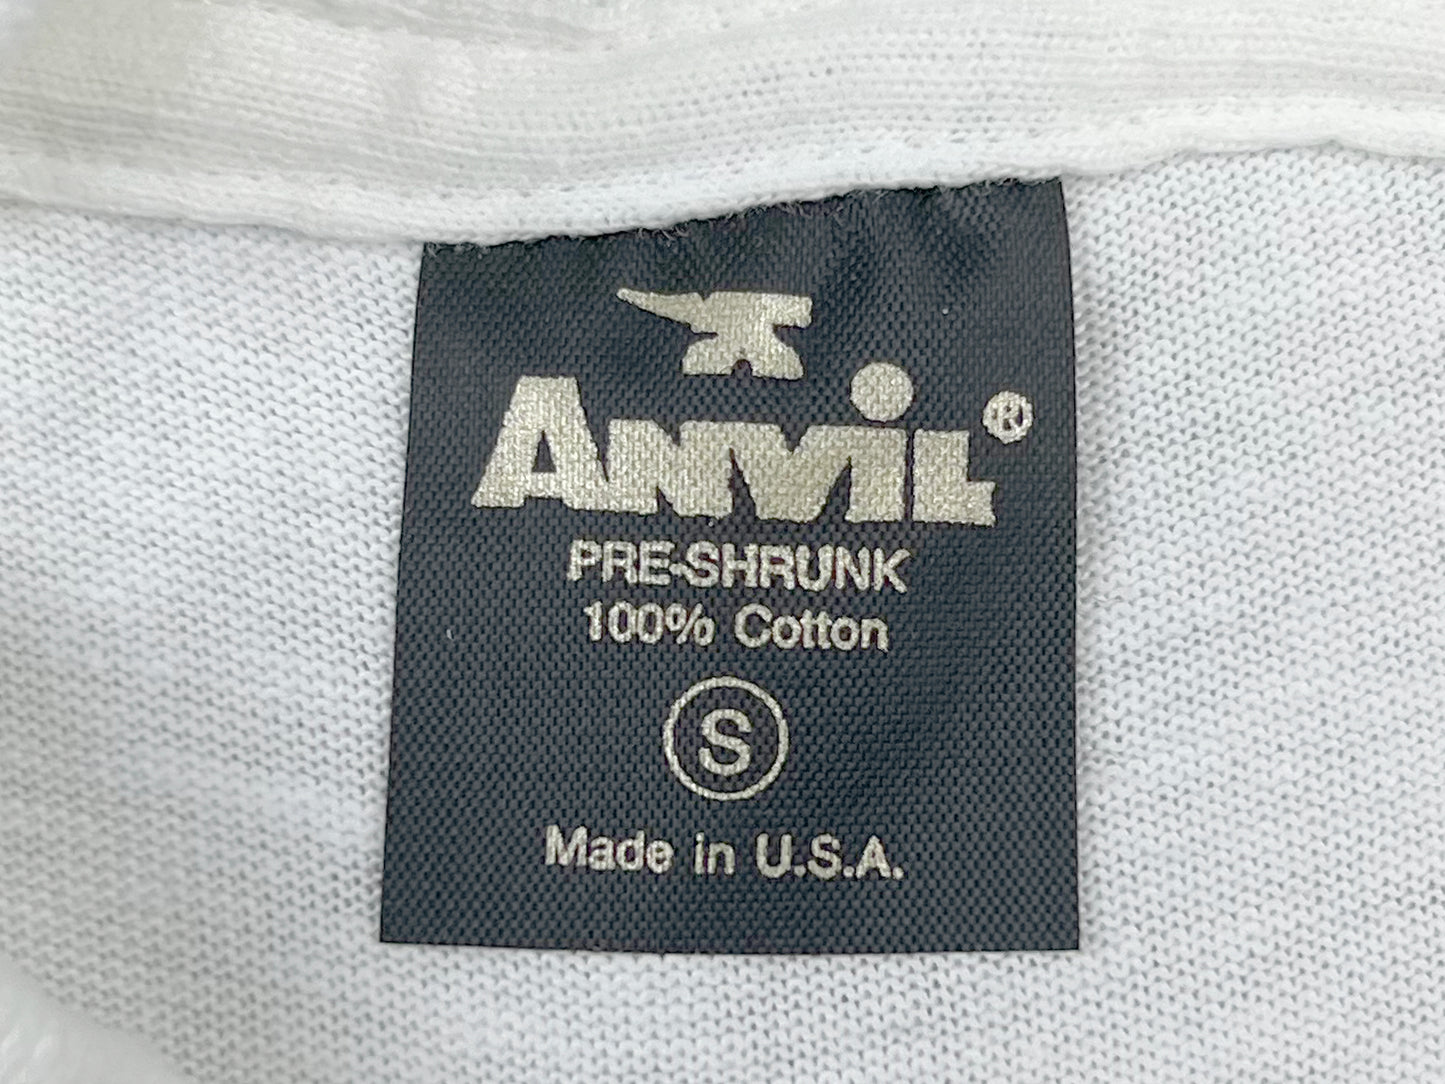 ANVIL®
PRE-SHRUNK
100% Cotton
S
Made in U.S.A.